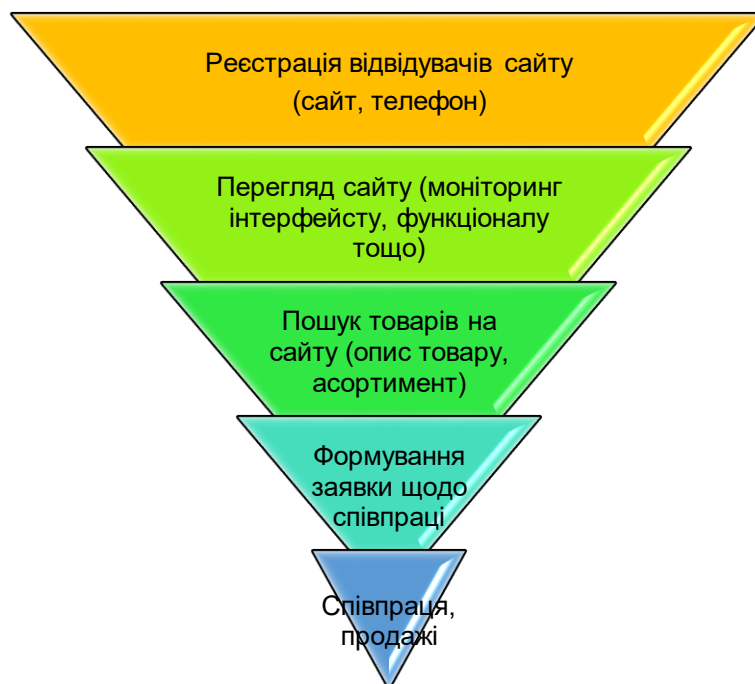 Реєстрація відвідувачів сайту
(сайт, телефон)
Перегляд сайту (моніторинг
інтерфейсту, функціоналу
тощо)
Пошук товарів на
сайту (опис товару,
асортимент)
Формування
заявки щодо
співпраці
Співпраця,
продажі